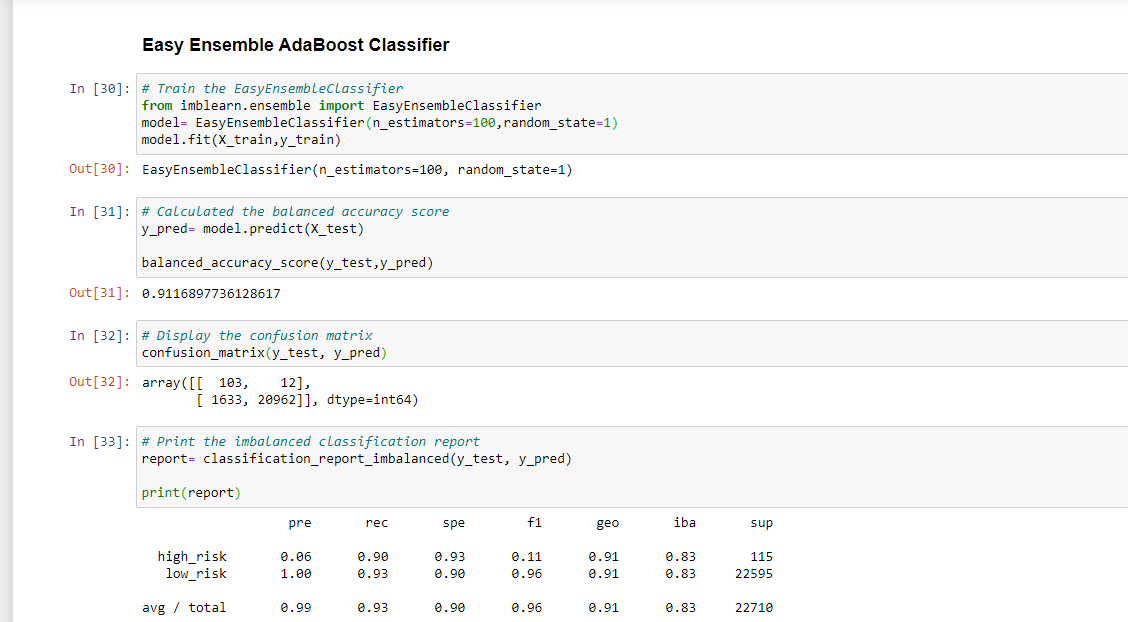 Easy Ensemble AdaBoost Classifier
In [30]: # Train the EasyEnsembleClassifier
from imblearn.ensemble import EasyEnsembleClassifier
model= EasyEnsembleClassifier(n_estimators=100,random_state=1)
model.fit(X_train,y_train)
Out[30]: EasyEnsembleClassifier(n_estimators=100, random_state=1)
In [31]: # Calculated the balanced accuracy score
y_pred= model.predict(X_test)
balanced_accuracy_score(y_test,y_pred)
Out[31]: 0.9116897736128617
In [32]: # Display the confusion matrix
confusion_matrix(y_test, y_pred)
Out[32]: array([[  103,    12],
       [ 1633, 20962]], dtype=int64)
In [33]: # Print the imbalanced classification report
report= classification_report_imbalanced(y_test, y_pred)
print(report)
pre rec spe f1 geo iba sup
high_risk 0.06 0.90 0.93 0.11 0.91 0.83 115
low_risk 1.00 0.93 0.90 0.96 0.91 0.83 22595
avg / total 0.99 0.93 0.90 0.96 0.91 0.83 22710